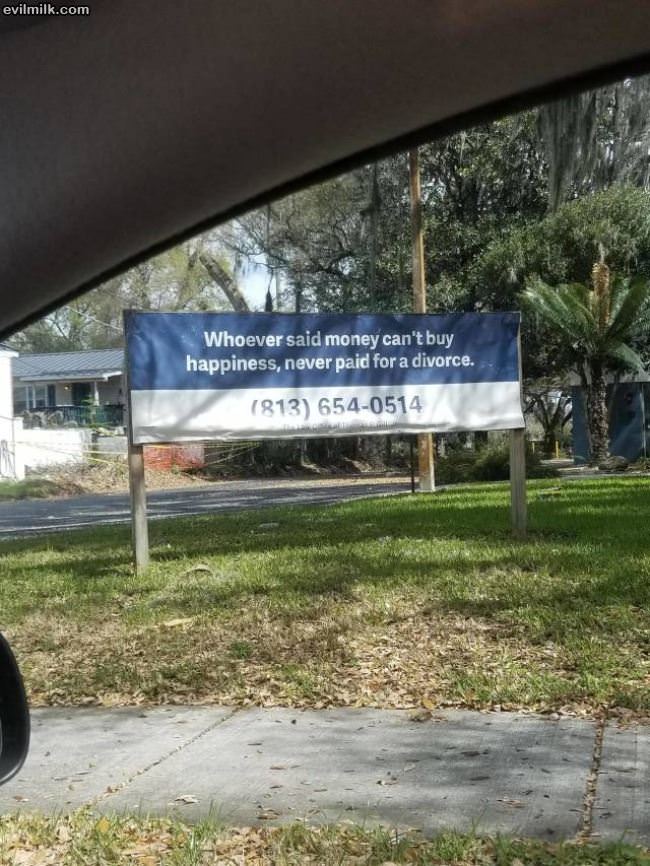 evilmilk.com
Whoever said money can't buy
happiness, never paid for a divorce.
(813) 654-0514